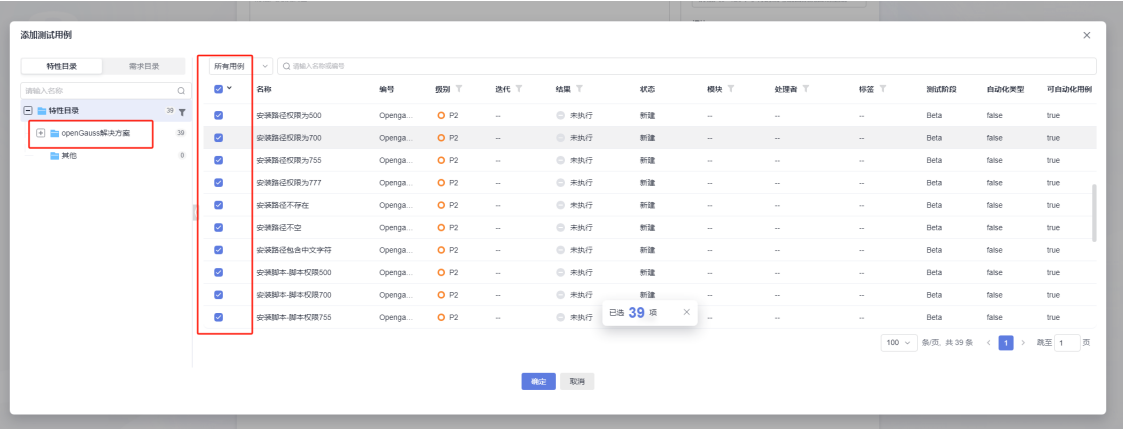 添加测试用例
特性目录 需求目录
请输入名称
特性目录 39
openGauss解决方案 39
其他 0
所有用例 请输入名称或编号
名称 编号 级别 迭代 结果 状态 模块 处理者 标签 测试阶段 自动化类型 可自动化用例
安装路径权限为500 Openga... P2 -- 未执行 新建 -- -- -- Beta false true
安装路径权限为700 Openga... P2 -- 未执行 新建 -- -- -- Beta false true
安装路径权限为755 Openga... P2 -- 未执行 新建 -- -- -- Beta false true
安装路径权限为777 Openga... P2 -- 未执行 新建 -- -- -- Beta false true
安装路径不存在 Openga... P2 -- 未执行 新建 -- -- -- Beta false true
安装路径不空 Openga... P2 -- 未执行 新建 -- -- -- Beta false true
安装路径包含中文字符 Openga... P2 -- 未执行 新建 -- -- -- Beta false true
安装脚本-脚本权限500 Openga... P2 -- 未执行 新建 -- -- -- Beta false true
安装脚本-脚本权限700 Openga... P2 -- 未执行 新建 -- -- -- Beta false true
安装脚本-脚本权限755 Openga... P2 -- 未执行 -- -- Beta false true
已选 39 项
100 条/页, 共 39 条 1 跳至 1 页
确定 取消